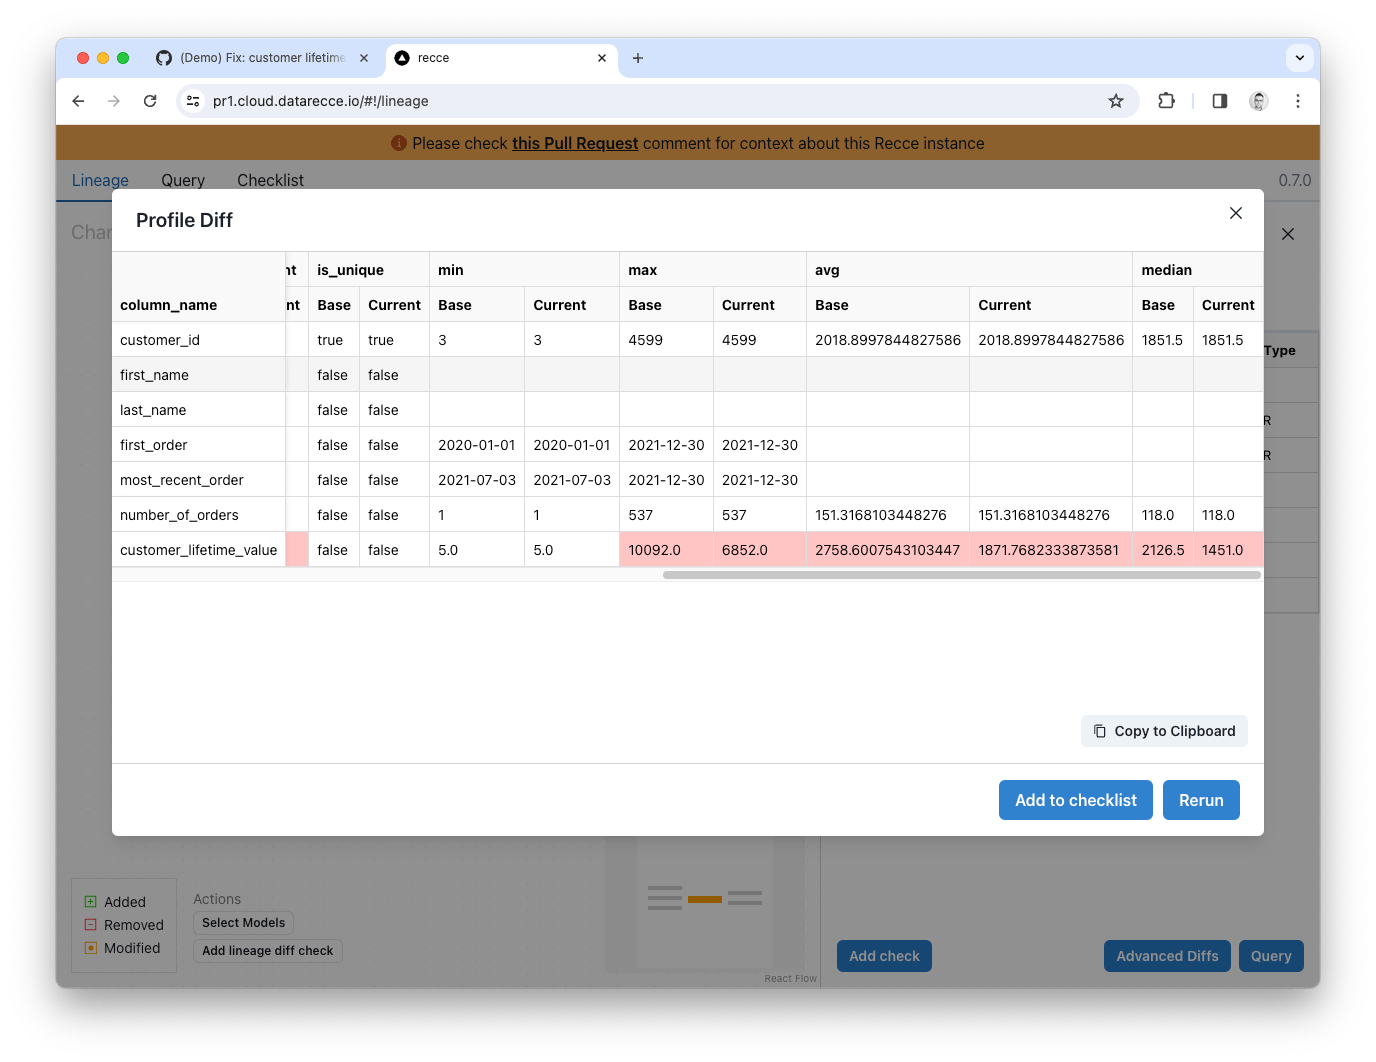 (Demo) Fix: customer lifetime
recce
pr1.cloud.datarecce.io/#!/lineage
Please check this Pull Request comment for context about this Recce instance
Lineage Query Checklist 0.7.0
Profile Diff
is_unique min max avg median
column_name Base Current Base Current Base Current Base Current Base Current
customer_id true true 3 3 4599 4599 2018.8997844827586 2018.8997844827586 1851.5 1851.5
Type
first_name false false
last_name false false
first_order false false 2020-01-01 2020-01-01 2021-12-30 2021-12-30
most_recent_order false false 2021-07-03 2021-07-03 2021-12-30 2021-12-30
number_of_orders false false 1 1 537 537 151.3168103448276 151.3168103448276 118.0 118.0
customer_lifetime_value false false 5.0 5.0 10092.0 6852.0 2758.6007543103447 1871.7682333873581 2126.5 1451.0
Copy to Clipboard
Add to checklist Rerun
Added
Removed
Modified
Actions
Select Models
Add lineage diff check
React Flow
Add check Advanced Diffs Query